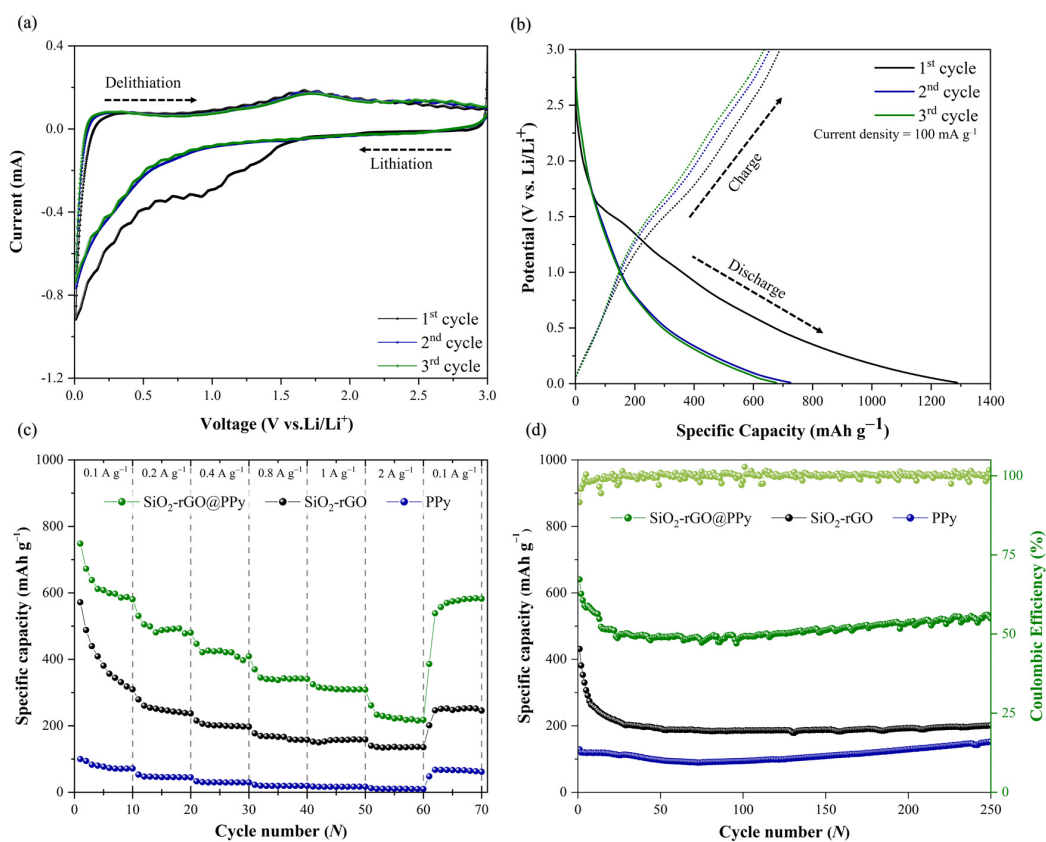 (a)
0.4
0.0
-0.4
-0.8
-1.2
Current (mA)
Delithiation
Lithiation
1st cycle
2nd cycle
3rd cycle
0.0 0.5 1.0 1.5 2.0 2.5 3.0
Voltage (V vs.Li/Li+)
(b)
3.0
2.5
2.0
1.5
1.0
0.5
0.0
Potential (V vs. Li/Li+)
1st cycle
2nd cycle
3rd cycle
Current density = 100 mA g-1
Charge
Discharge
0 200 400 600 800 1000 1200 1400
Specific Capacity (mAh g−1)
(c)
1000
800
600
400
200
0
Specific capacity (mAh g−1)
0.1 A g−1 0.2 A g−1 0.4 A g−1 0.8 A g−1 1 A g−1 2 A g−1 0.1 A g−1
SiO2-rGO@PPy SiO2-rGO PPy
0 10 20 30 40 50 60 70
Cycle number (N)
(d)
1000
800
600
400
200
0
Specific capacity (mAh g−1)
SiO2-rGO@PPy SiO2-rGO PPy
100
75
50
25
0
Coulombic Efficiency (%)
0 50 100 150 200 250
Cycle number (N)